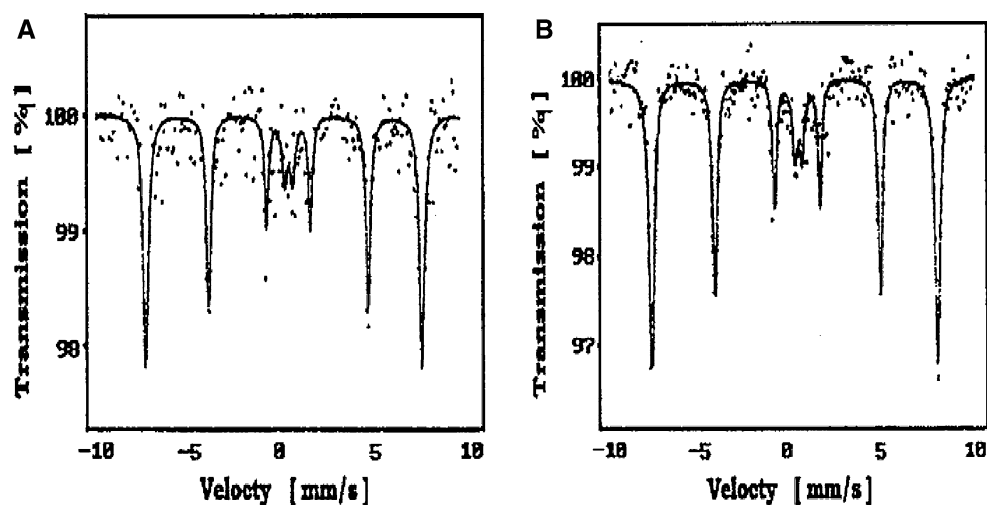 A
Transmission [ %q ]
100
99
98
-10 -5 0 5 10
Velocty [ mm/s ]
B
Transmission [ %q ]
100
99
98
97
-10 -5 0 5 10
Velocty [ mm/s ]